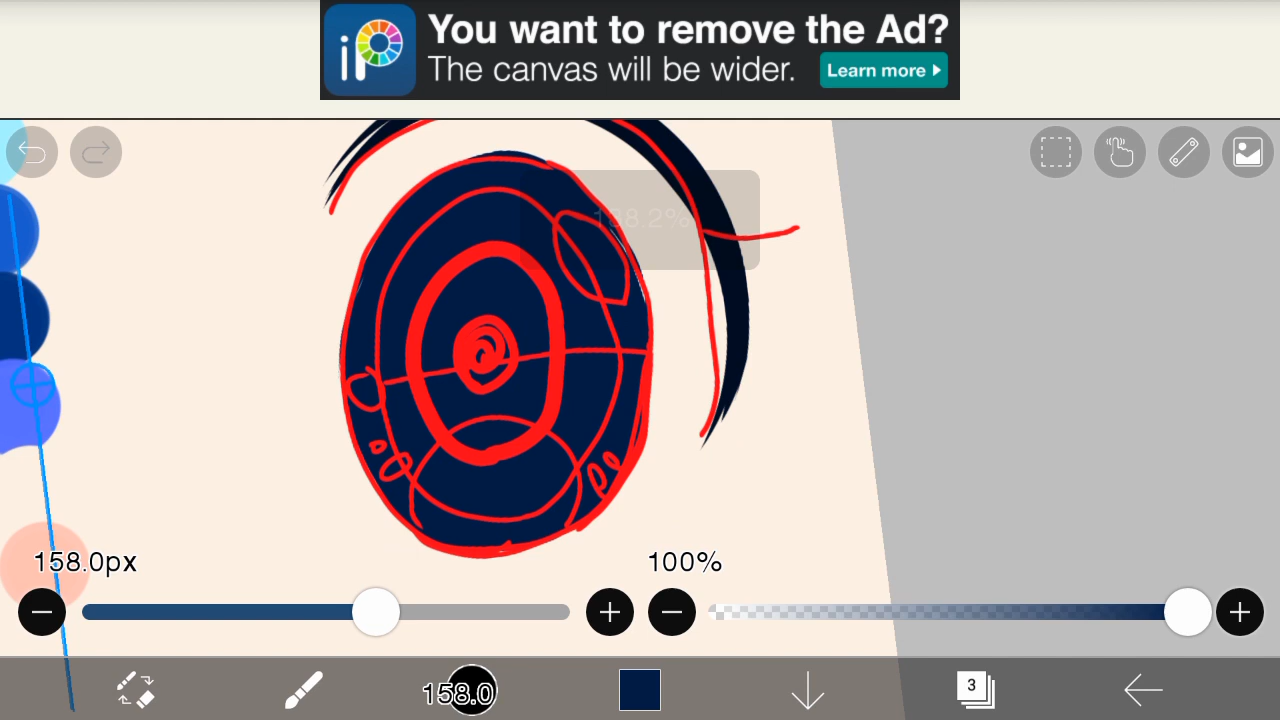 iP
You want to remove the Ad?
The canvas will be wider.
Learn more
158.0px
100%
158.0
3